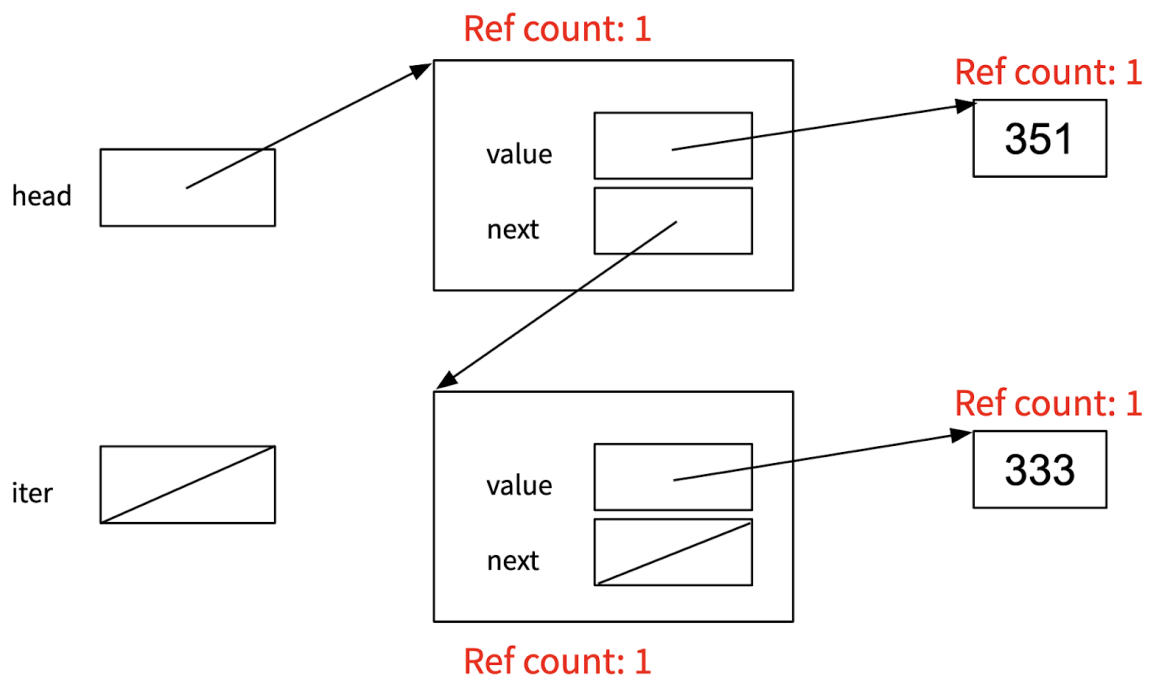 Ref count: 1
Ref count: 1
351
value
head
next
Ref count: 1
333
value
iter
next
Ref count: 1